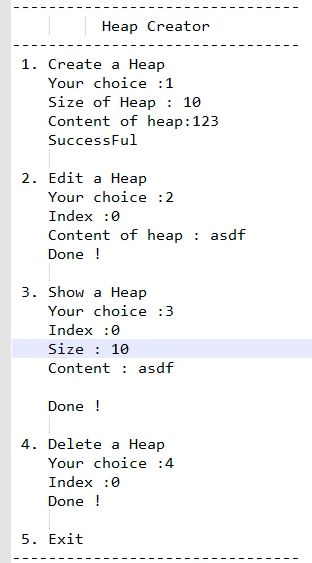 --------------------------------
Heap Creator
--------------------------------
1. Create a Heap
Your choice :1
Size of Heap : 10
Content of heap:123
SuccessFul
2. Edit a Heap
Your choice :2
Index :0
Content of heap : asdf
Done !
3. Show a Heap
Your choice :3
Index :0
Size : 10
Content : asdf
Done !
4. Delete a Heap
Your choice :4
Index :0
Done !
5. Exit
--------------------------------